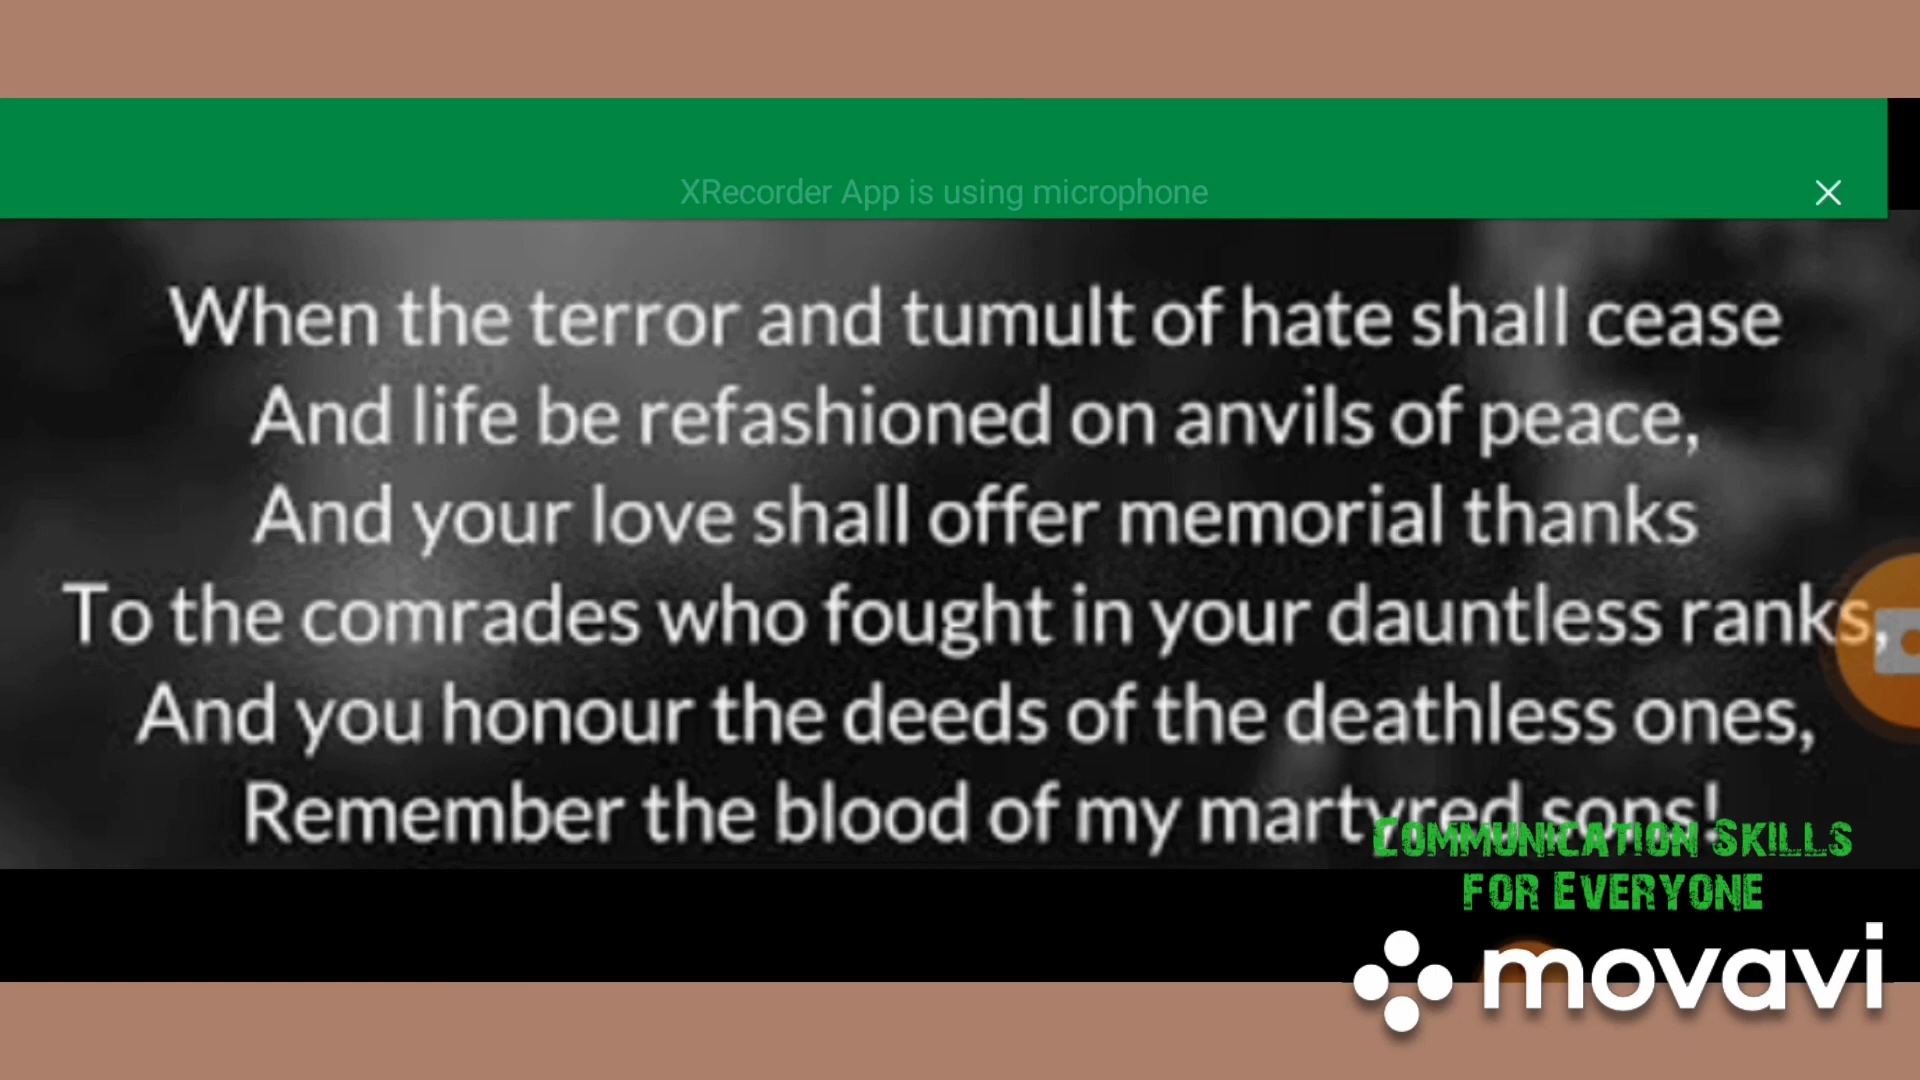 XRecorder App is using microphone
When the terror and tumult of hate shall cease
And life be refashioned on anvils of peace,
And your love shall offer memorial thanks
To the comrades who fought in your dauntless ranks,
And you honour the deeds of the deathless ones,
Remember the blood of my martyred sons!
Communication Skills
for Everyone
movavi